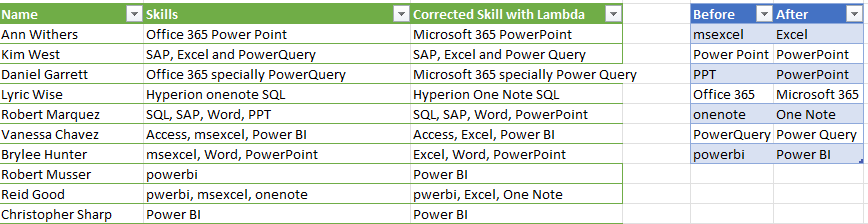 Name Skills Corrected Skill with Lambda Before After
Ann Withers Office 365 Power Point Microsoft 365 PowerPoint msexcel Excel
Kim West SAP, Excel and PowerQuery SAP, Excel and Power Query Power Point PowerPoint
Daniel Garrett Office 365 specially PowerQuery Microsoft 365 specially Power Query PPT PowerPoint
Lyric Wise Hyperion onenote SQL Hyperion One Note SQL Office 365 Microsoft 365
Robert Marquez SQL, SAP, Word, PPT SQL, SAP, Word, PowerPoint onenote One Note
Vanessa Chavez Access, msexcel, Power BI Access, Excel, Power BI PowerQuery Power Query
Brylee Hunter msexcel, Word, PowerPoint Excel, Word, PowerPoint powerbi Power BI
Robert Musser powerbi Power BI
Reid Good pwerbi, msexcel, onenote pwerbi, Excel, One Note
Christopher Sharp Power BI Power BI